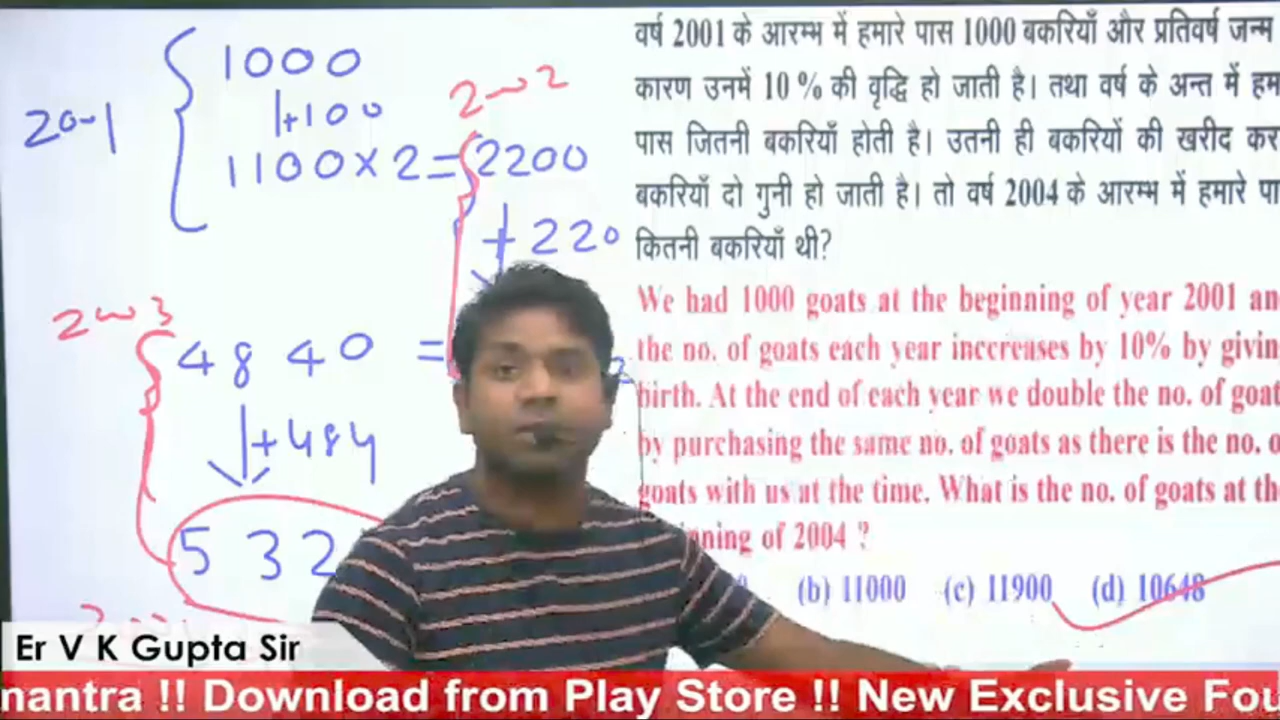 2001
1000
+100
1100×2=2200
2002
+220
2003
4840 =
+484
532
वर्ष 2001 के आरम्भ में हमारे पास 1000 बकरियाँ और प्रतिवर्ष जन्म
कारण उनमें 10 % की वृद्धि हो जाती है। तथा वर्ष के अन्त में हम
पास जितनी बकरियाँ होती है। उतनी ही बकरियों की खरीद कर
बकरियाँ दो गुनी हो जाती है। तो वर्ष 2004 के आरम्भ में हमारे पा
कितनी बकरियाँ थी?
We had 1000 goats at the beginning of year 2001 an
the no. of goats each year inccreases by 10% by givin
birth. At the end of each year we double the no. of goat
by purchasing the same no. of goats as there is the no. o
goats with us at the time. What is the no. of goats at th
nning of 2004 ?
(b) 11000 (c) 11900 (d) 10648
Er V K Gupta Sir
nantra !! Download from Play Store !! New Exclusive Fou